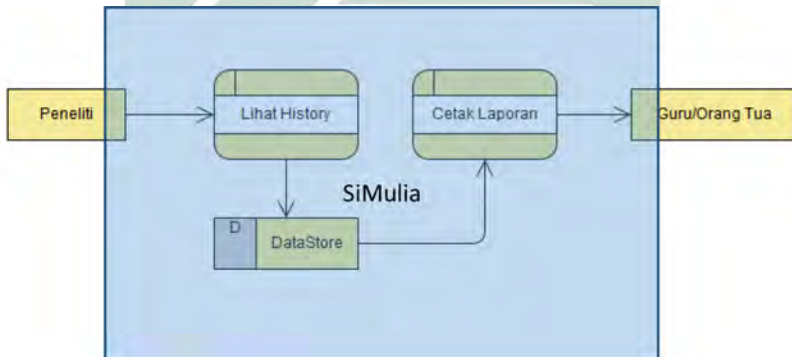 Peneliti
Lihat History
Cetak Laporan
Guru/Orang Tua
SiMulia
D
DataStore